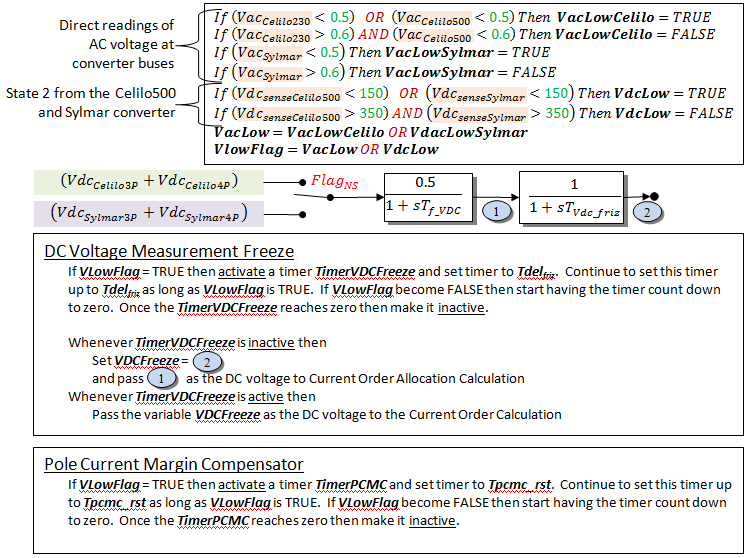 Direct readings of
AC voltage at
converter buses
State 2 from the Celilo500
and Sylmar converter
If (Vac_Celilo230 < 0.5) OR (Vac_Celilo500 < 0.5) Then VacLowCelilo = TRUE
If (Vac_Celilo230 > 0.6) AND (Vac_Celilo500 < 0.6) Then VacLowCelilo = FALSE
If (Vac_Sylmar < 0.5) Then VacLowSylmar = TRUE
If (Vac_Sylmar > 0.6) Then VacLowSylmar = FALSE
If (Vdc_senseCelilo500 < 150) OR (Vdc_senseSylmar < 150) Then VdcLow = TRUE
If (Vdc_senseCelilo500 > 350) AND (Vdc_senseSylmar > 350) Then VdcLow = FALSE
VacLow = VacLowCelilo OR VdacLowSylmar
VlowFlag = VacLow OR VdcLow
(Vdc_Celilo3P + Vdc_Celilo4P)
Flag_NS
(Vdc_Sylmar3P + Vdc_Sylmar4P)
0.5
1 + sT_f_VDC
1
1
1 + sT_Vdc_friz
2
DC Voltage Measurement Freeze
If VLowFlag = TRUE then activate a timer TimerVDCFreeze and set timer to Tdel_friz. Continue to set this timer
up to Tdel_friz as long as VLowFlag is TRUE. If VLowFlag become FALSE then start having the timer count down
to zero. Once the TimerVDCFreeze reaches zero then make it inactive.
Whenever TimerVDCFreeze is inactive then
Set VDCFreeze = 2
and pass 1 as the DC voltage to Current Order Allocation Calculation
Whenever TimerVDCFreeze is active then
Pass the variable VDCFreeze as the DC voltage to the Current Order Calculation
Pole Current Margin Compensator
If VLowFlag = TRUE then activate a timer TimerPCMC and set timer to Tpcmc_rst. Continue to set this timer up
to Tpcmc_rst as long as VLowFlag is TRUE. If VLowFlag become FALSE then start having the timer count down
to zero. Once the TimerPCMC reaches zero then make it inactive.